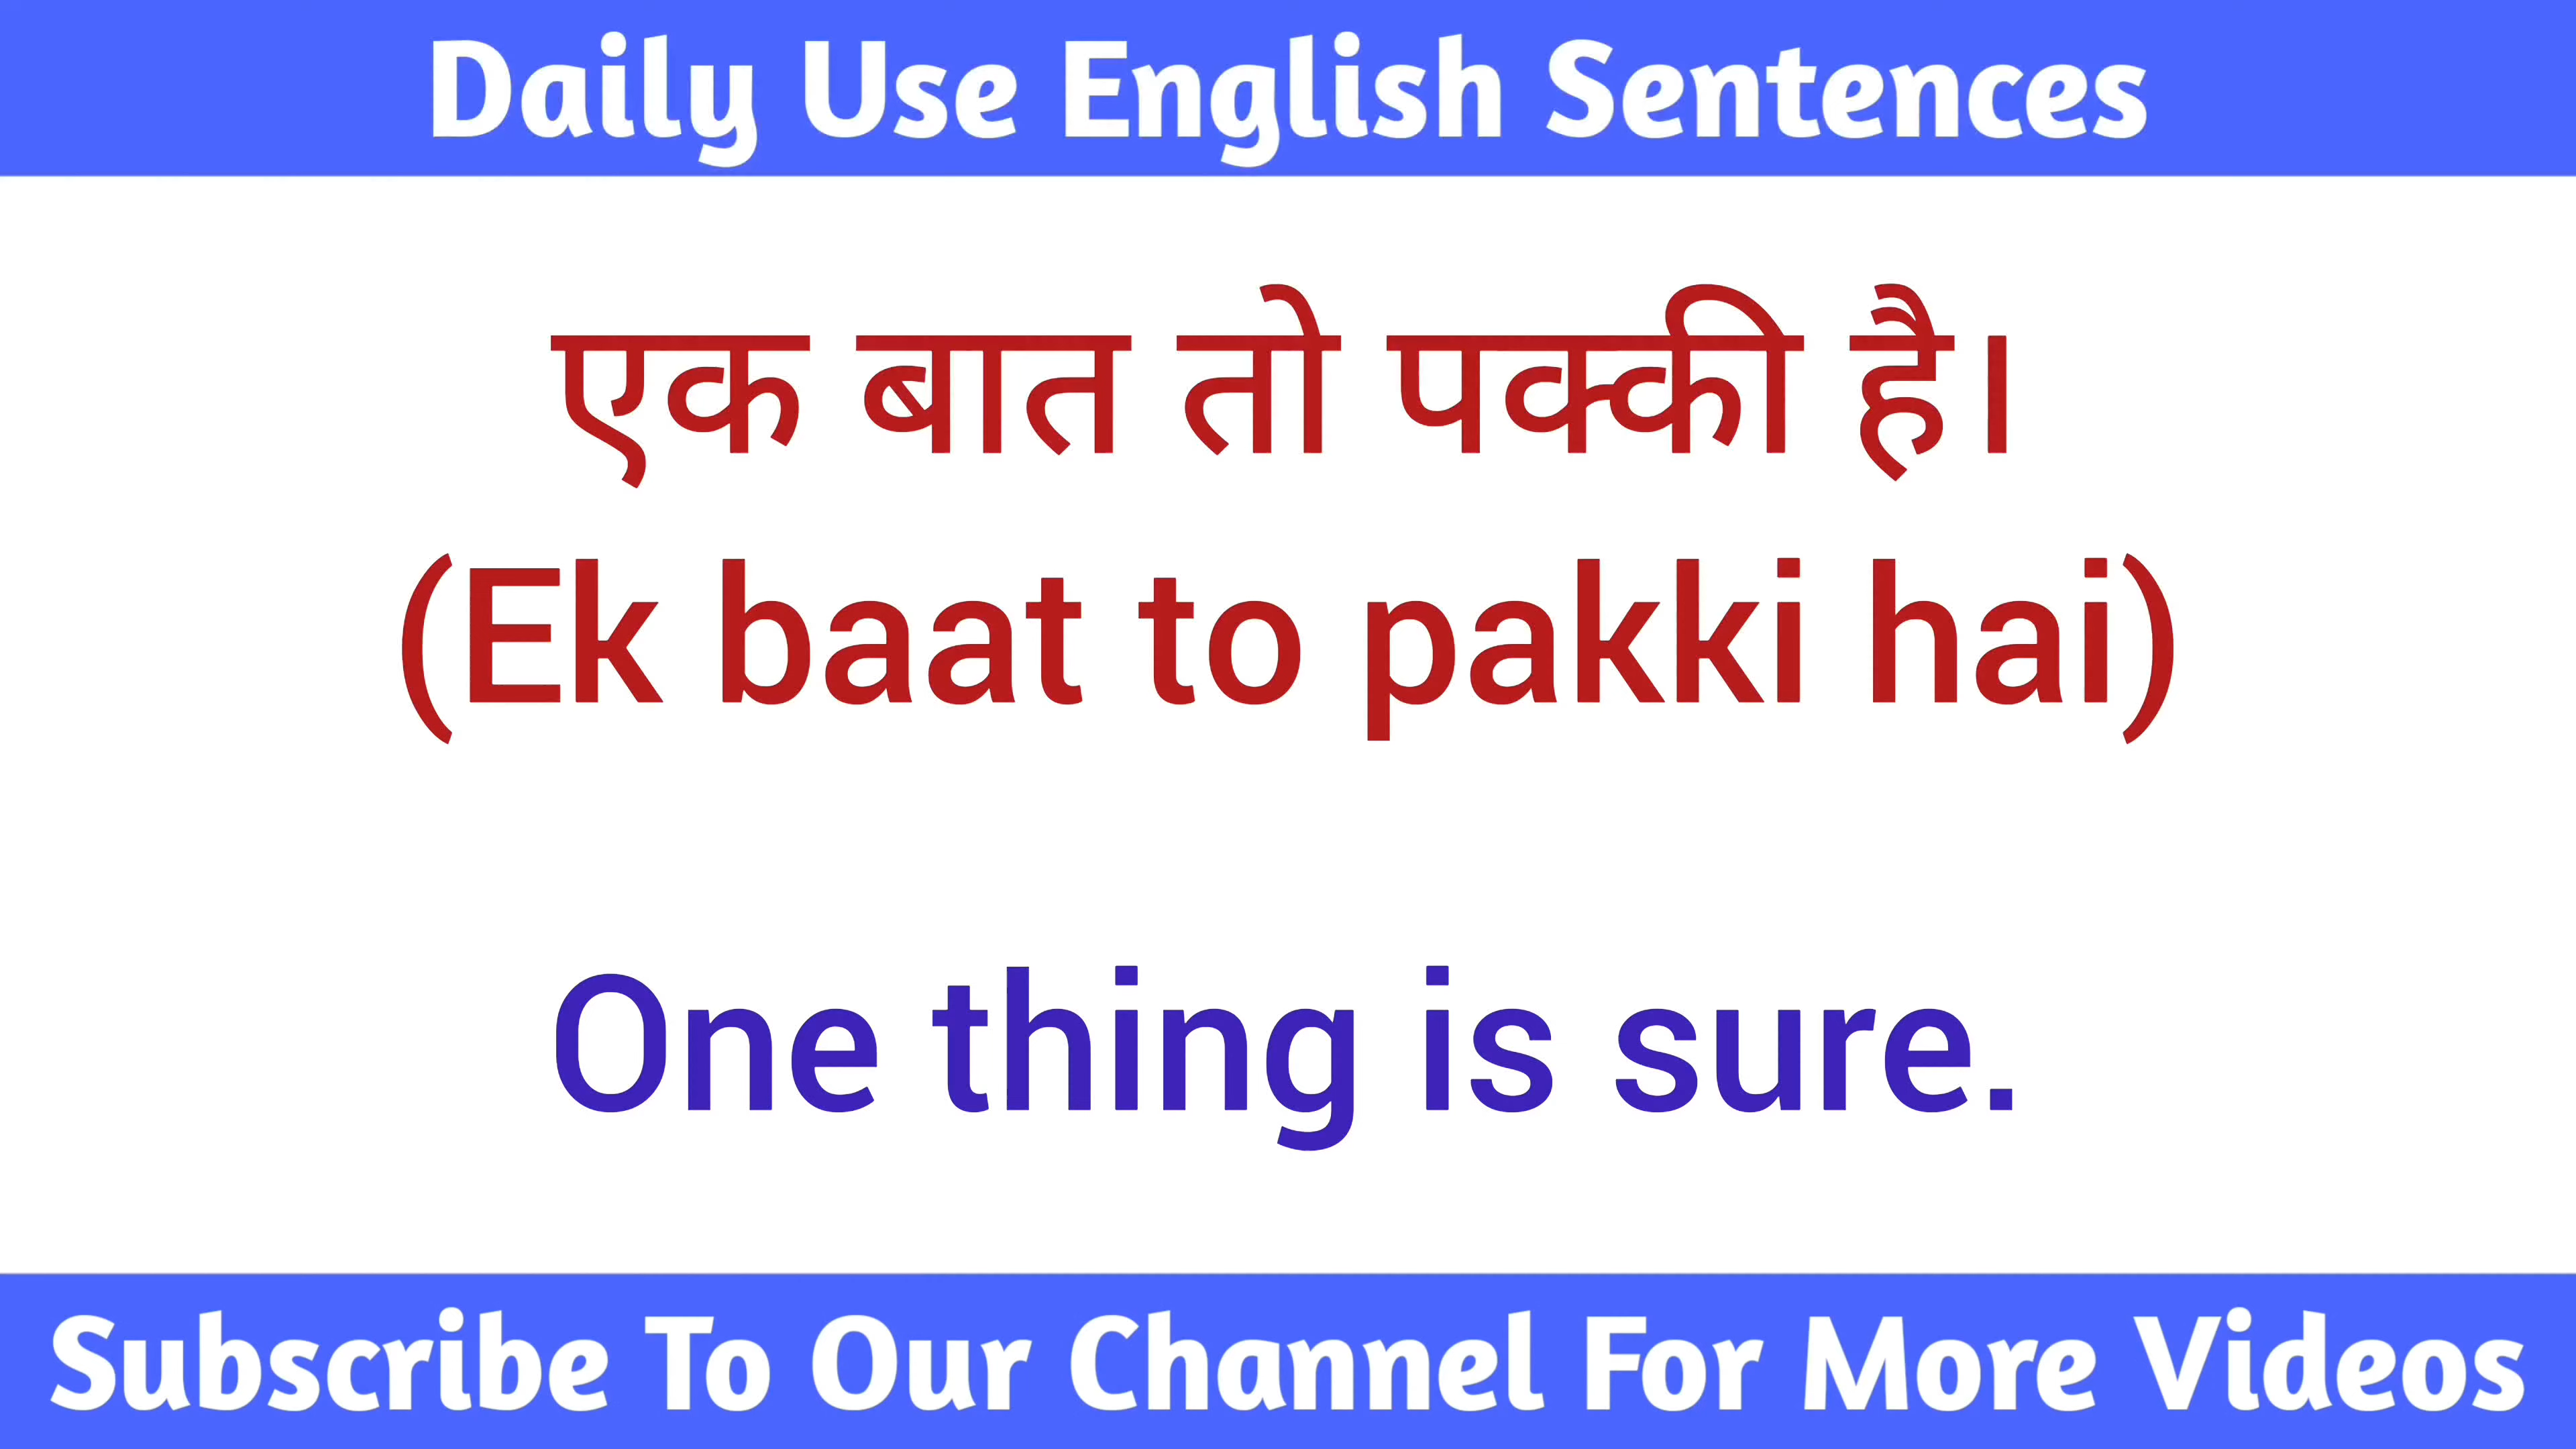 Daily Use English Sentences
एक बात तो पक्की है।
(Ek baat to pakki hai)
One thing is sure.
Subscribe To Our Channel For More Videos